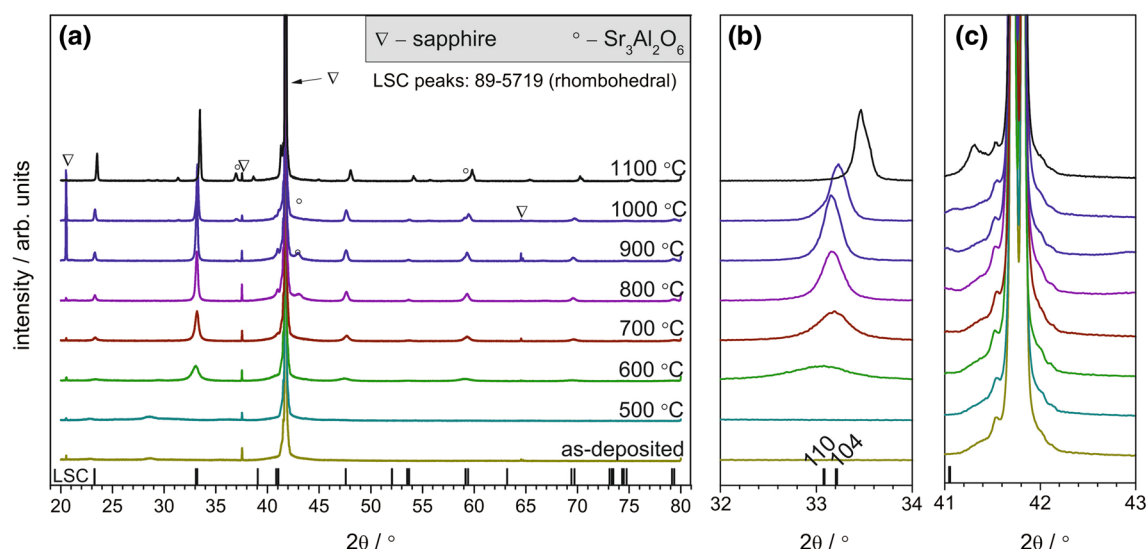 (a)
∇ – sapphire ° – Sr₃Al₂O₆
∇
LSC peaks: 89-5719 (rhombohedral)
∇ ° ∇ ° 1100 °C
° ∇ 1000 °C
° 900 °C
800 °C
700 °C
600 °C
500 °C
as-deposited
LSC
20 25 30 35 40 45 50 55 60 65 70 75 80
2θ / °
intensity / arb. units
(b)
110
104
32 33 34
2θ / °
(c)
41 42 43
2θ / °